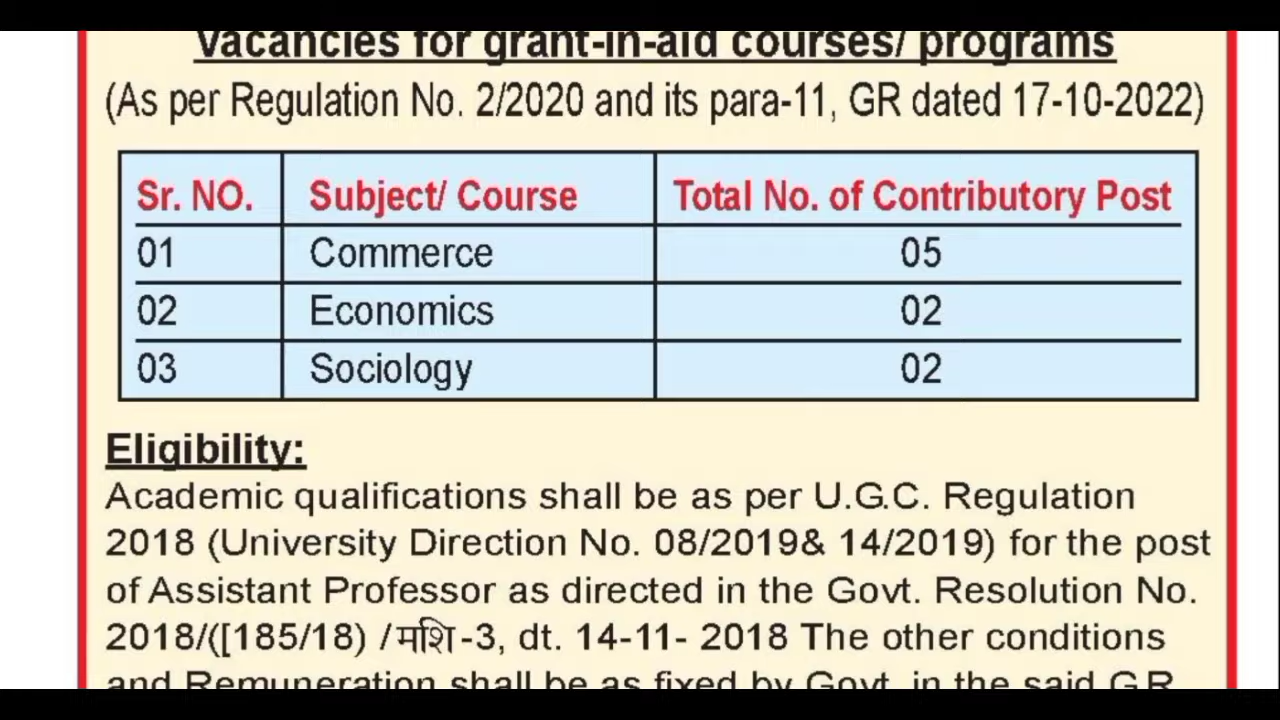 Vacancies for grant-in-aid courses/ programs
(As per Regulation No. 2/2020 and its para-11, GR dated 17-10-2022)
Sr. NO. Subject/ Course Total No. of Contributory Post
01 Commerce 05
02 Economics 02
03 Sociology 02
Eligibility:
Academic qualifications shall be as per U.G.C. Regulation
2018 (University Direction No. 08/2019& 14/2019) for the post
of Assistant Professor as directed in the Govt. Resolution No.
2018/([185/18) /मशि-3, dt. 14-11- 2018 The other conditions
and Remuneration shall be as fixed by Govt. in the said G.R.